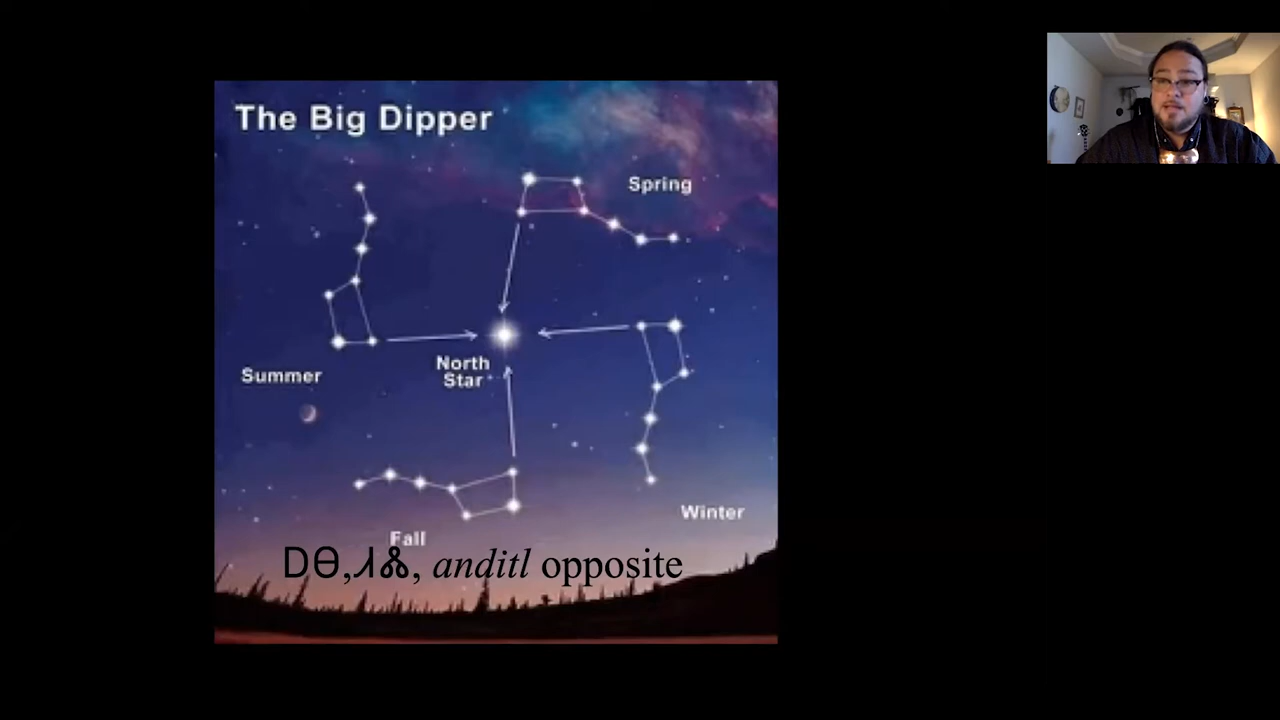 The Big Dipper
Spring
North
Star
Summer
Winter
Fall
ᎠᎾ,ᏗᏜ, anditl opposite